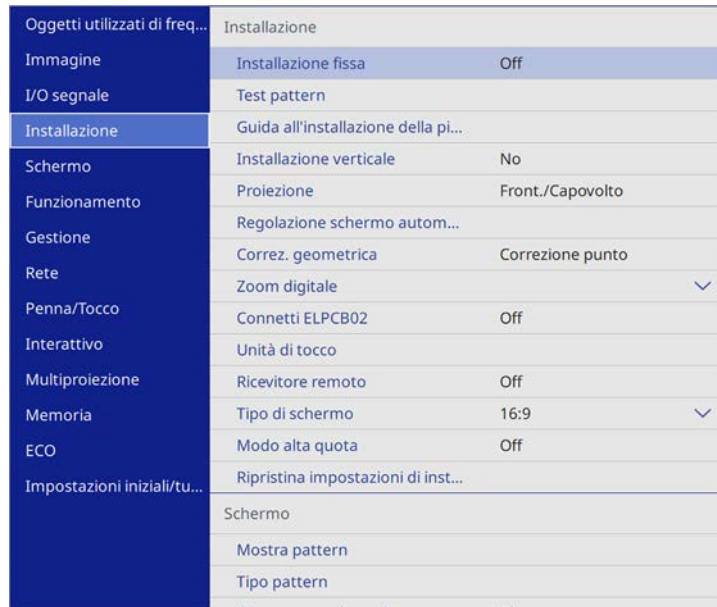 Oggetti utilizzati di freq...
Immagine
I/O segnale
Installazione
Schermo
Funzionamento
Gestione
Rete
Penna/Tocco
Interattivo
Multiproiezione
Memoria
ECO
Impostazioni iniziali/tu...
Installazione
Installazione fissa Off
Test pattern
Guida all'installazione della pi...
Installazione verticale No
Proiezione Front./Capovolto
Regolazione schermo autom...
Correz. geometrica Correzione punto
Zoom digitale
Connetti ELPCB02 Off
Unità di tocco
Ricevitore remoto Off
Tipo di schermo 16:9
Modo alta quota Off
Ripristina impostazioni di inst...
Schermo
Mostra pattern
Tipo pattern